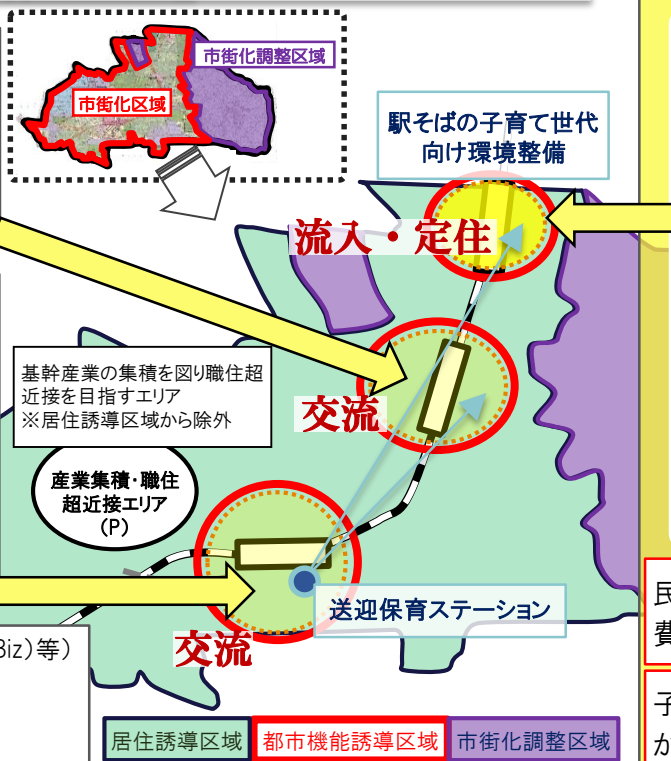 市街化調整区域
市街化区域
駅そばの子育て世代
向け環境整備
流入・定住
基幹産業の集積を図り職住超
近接を目指すエリア
※居住誘導区域から除外
交流
産業集積・職住
超近接エリア
(P)
送迎保育ステーション
交流
Biz)等)
民
費
子
が
居住誘導区域
都市機能誘導区域
市街化調整区域